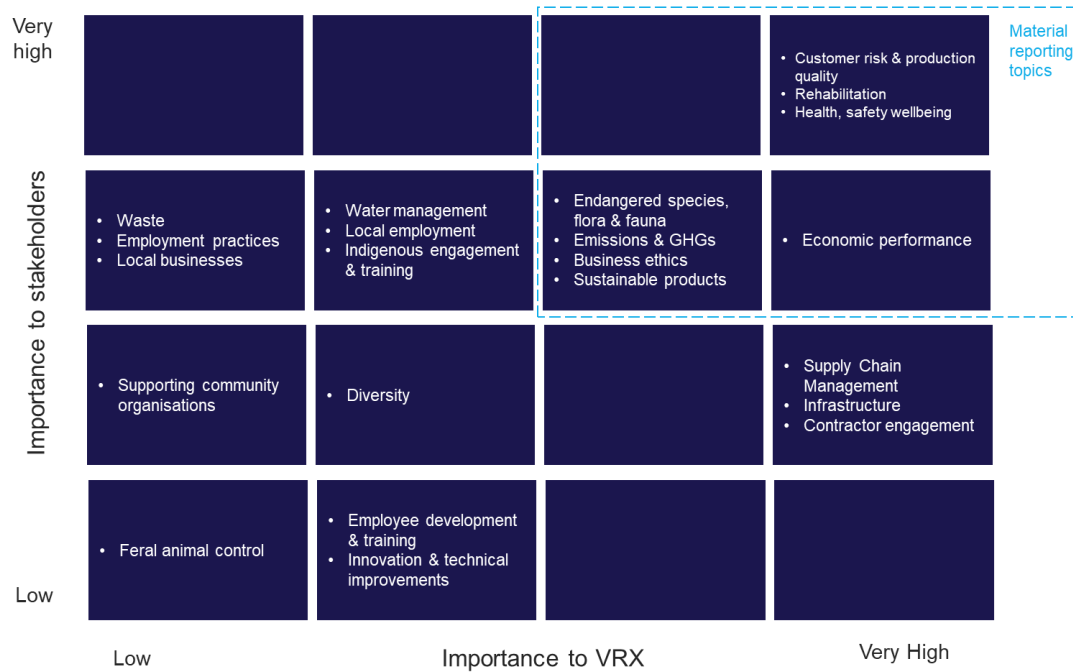 Very
high
Material
reporting
topics
• Customer risk & production
quality
• Rehabilitation
• Health, safety wellbeing
Importance to stakeholders
• Waste
• Employment practices
• Local businesses
• Water management
• Local employment
• Indigenous engagement
& training
• Endangered species,
flora & fauna
• Emissions & GHGs
• Business ethics
• Sustainable products
• Economic performance
• Supporting community
organisations
• Diversity
• Supply Chain
Management
• Infrastructure
• Contractor engagement
• Feral animal control
• Employee development
& training
• Innovation & technical
improvements
Low
Low
Importance to VRX
Very High